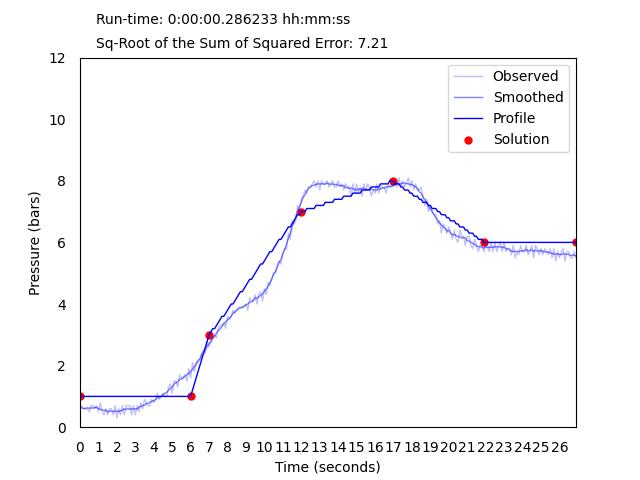 Run-time: 0:00:00.286233 hh:mm:ss
Sq-Root of the Sum of Squared Error: 7.21
12
10
8
6
4
2
0
Pressure (bars)
Observed
Smoothed
Profile
Solution
0 1 2 3 4 5 6 7 8 9 10 11 12 13 14 15 16 17 18 19 20 21 22 23 24 25 26
Time (seconds)